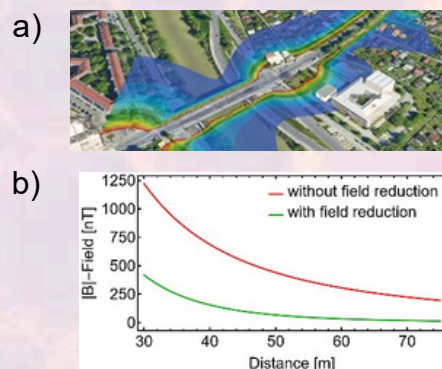 a)
b)
1250
1000
750
500
250
0
|B|-Field [nT]
without field reduction
with field reduction
30
40
50
60
70
Distance [m]